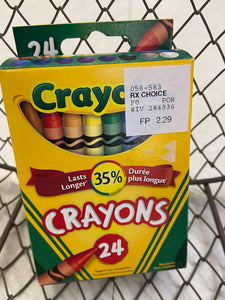 24
Crayo
056-583
RX CHOICE
F0 FOR
#IV 284936
FP 2.29
Lasts
Longer
35%
Durée
plus longue
CRAYONS
24